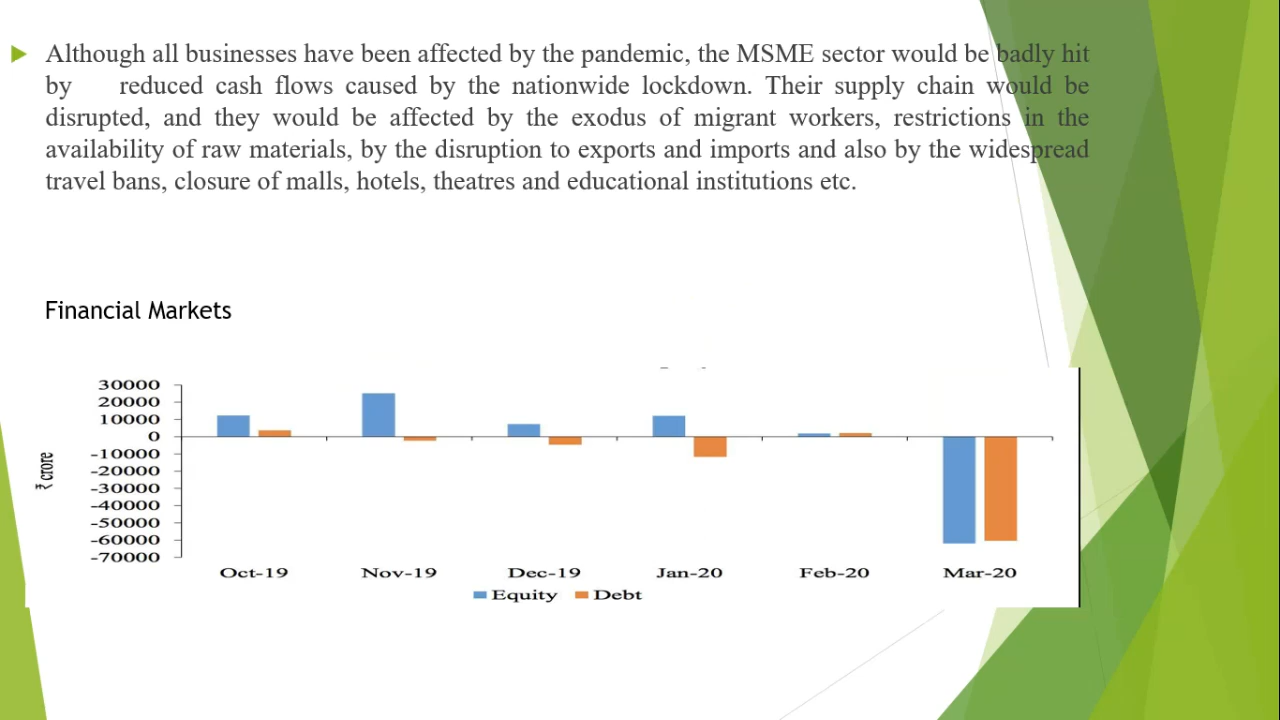 Although all businesses have been affected by the pandemic, the MSME sector would be badly hit
by reduced cash flows caused by the nationwide lockdown. Their supply chain would be
disrupted, and they would be affected by the exodus of migrant workers, restrictions in the
availability of raw materials, by the disruption to exports and imports and also by the widespread
travel bans, closure of malls, hotels, theatres and educational institutions etc.
Financial Markets
30000
20000
10000
0
-10000
-20000
-30000
-40000
-50000
-60000
-70000
₹ crore
Oct-19 Nov-19 Dec-19 Jan-20 Feb-20 Mar-20
Equity Debt